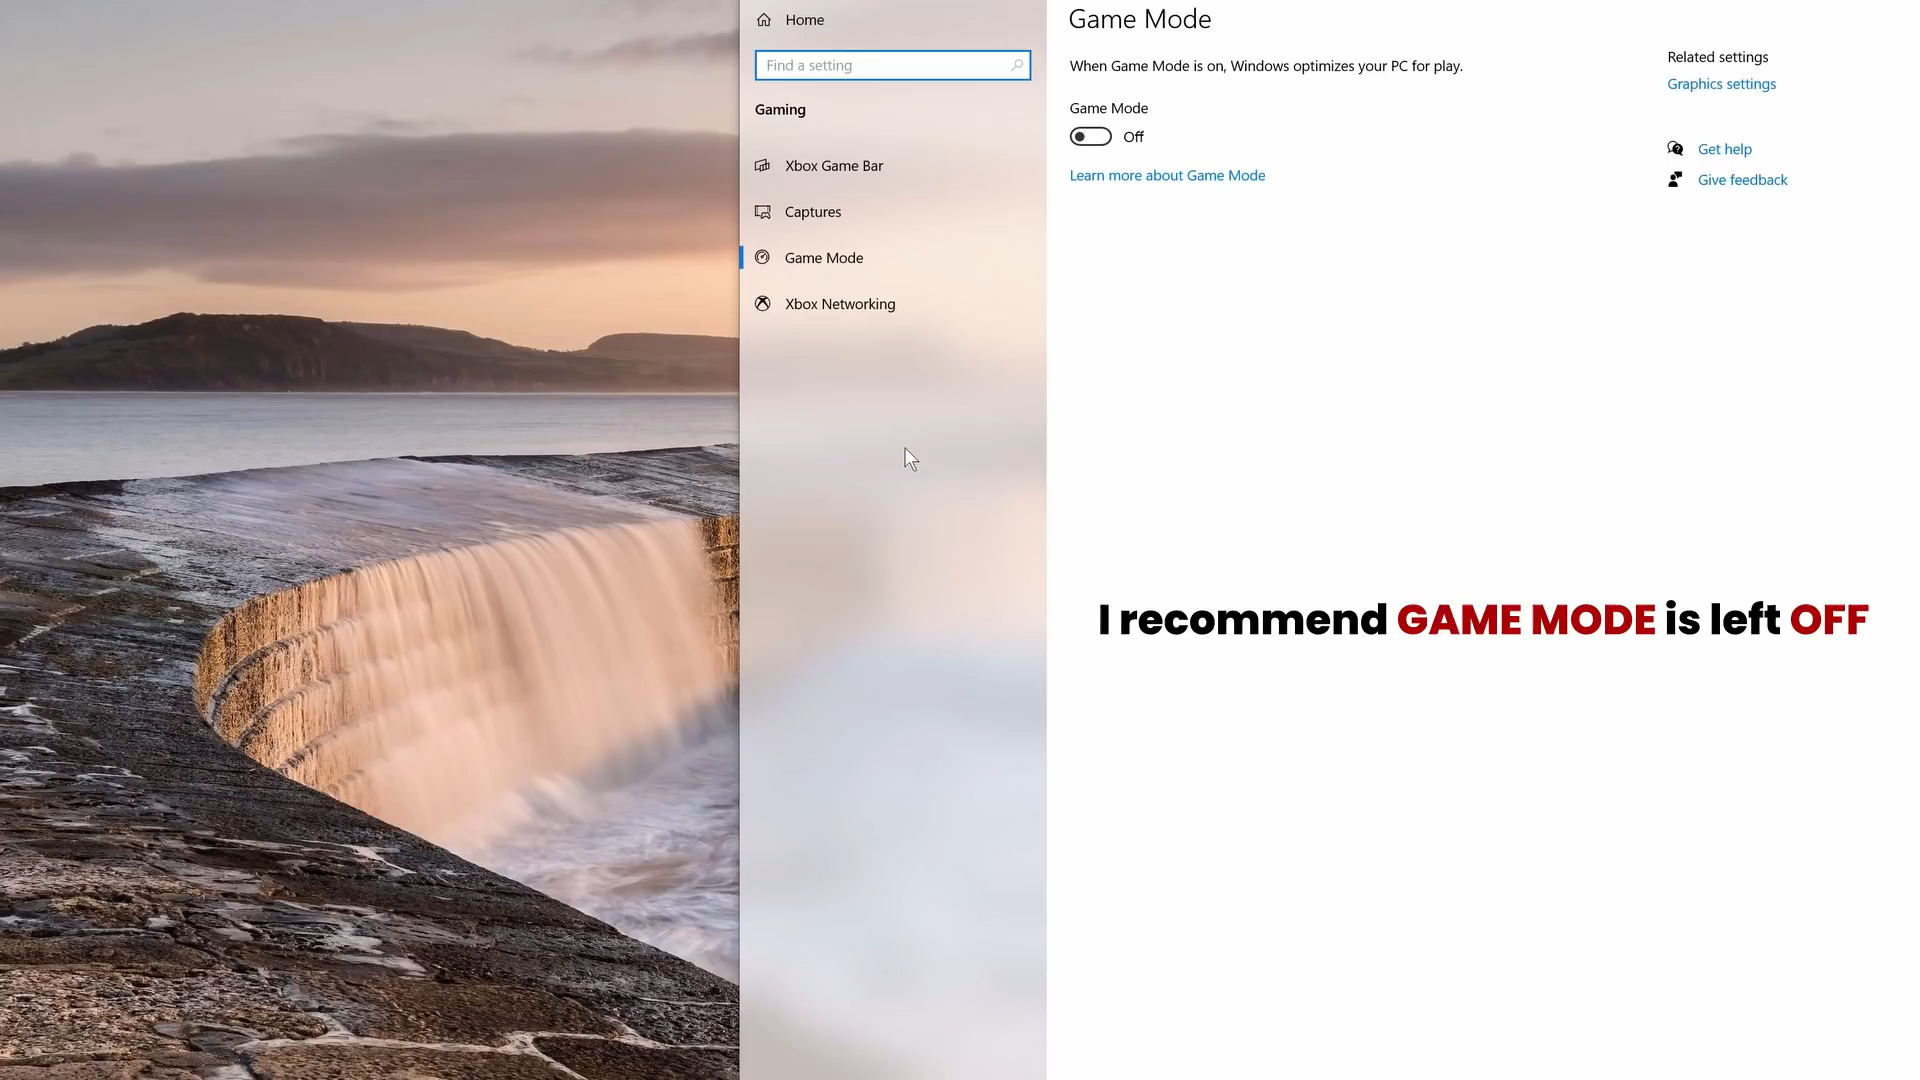 Home
Find a setting
Gaming
Xbox Game Bar
Captures
Game Mode
Xbox Networking
Game Mode
When Game Mode is on, Windows optimizes your PC for play.
Game Mode
Off
Learn more about Game Mode
Related settings
Graphics settings
Get help
Give feedback
I recommend GAME MODE is left OFF